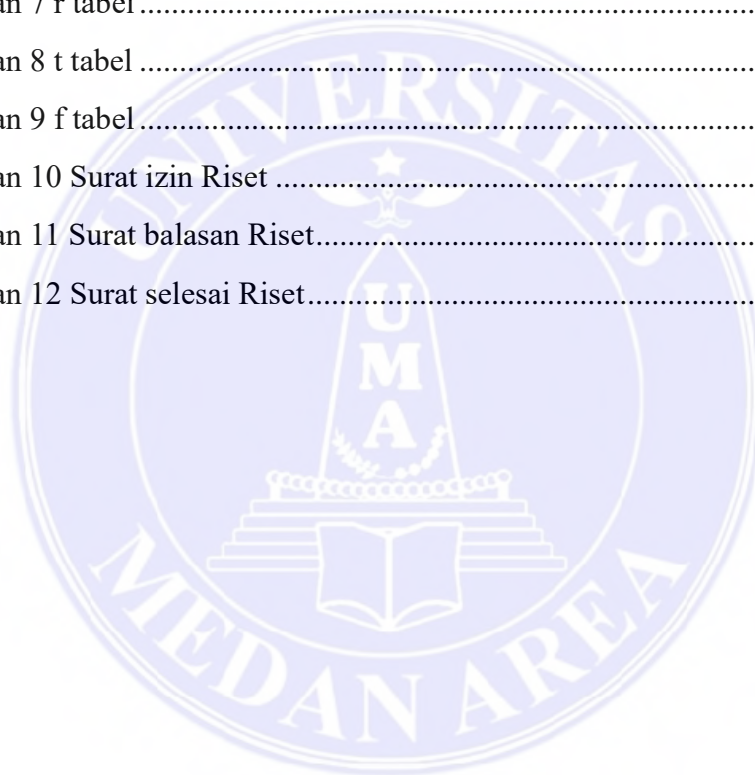 an 7 r tabel........................................................................
an 8 t tabel ........................................................................
an 9 f tabel........................................................................
an 10 Surat izin Riset ........................................................
an 11 Surat balasan Riset...................................................
an 12 Surat selesai Riset....................................................
UNIVERSITAS
UMA
MEDAN AREA